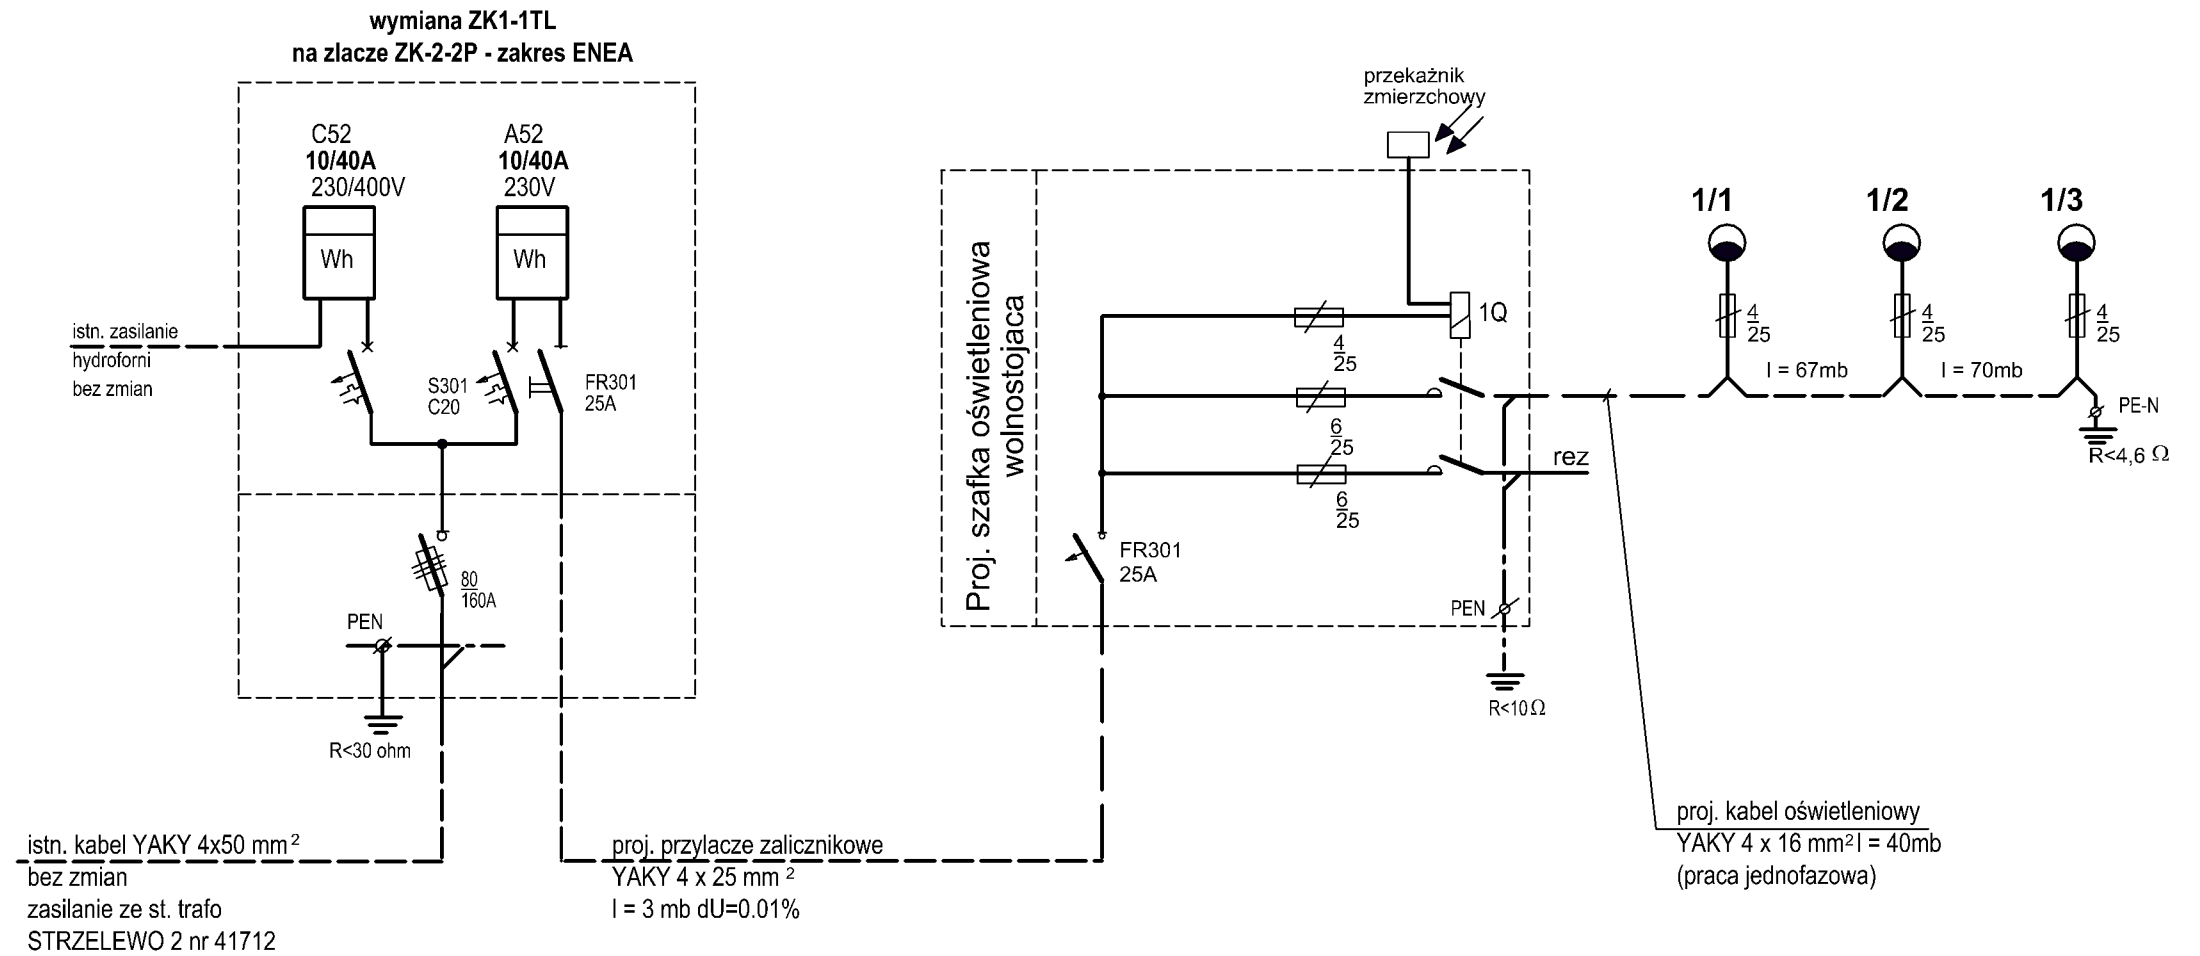 wymiana ZK1-1TL
na zlacze ZK-2-2P - zakres ENEA
C52
10/40A
230/400V
Wh
A52
10/40A
230V
Wh
istn. zasilanie
hydroforni
bez zmian
S301
C20
FR301
25A
80
160A
PEN
R<30 ohm
istn. kabel YAKY 4x50 mm²
bez zmian
zasilanie ze st. trafo
STRZELEWO 2 nr 41712
proj. przylacze zalicznikowe
YAKY 4 x 25 mm ²
l = 3 mb dU=0.01%
Proj. szafka oświetleniowa
wolnostojaca
przekażnik
zmierzchowy
1Q
4
25
6
25
6
25
rez
FR301
25A
PEN
R<10 Ω
1/1
1/2
1/3
4
25
4
25
4
25
l = 67mb
l = 70mb
PE-N
R<4,6 Ω
proj. kabel oświetleniowy
YAKY 4 x 16 mm² l = 40mb
(praca jednofazowa)